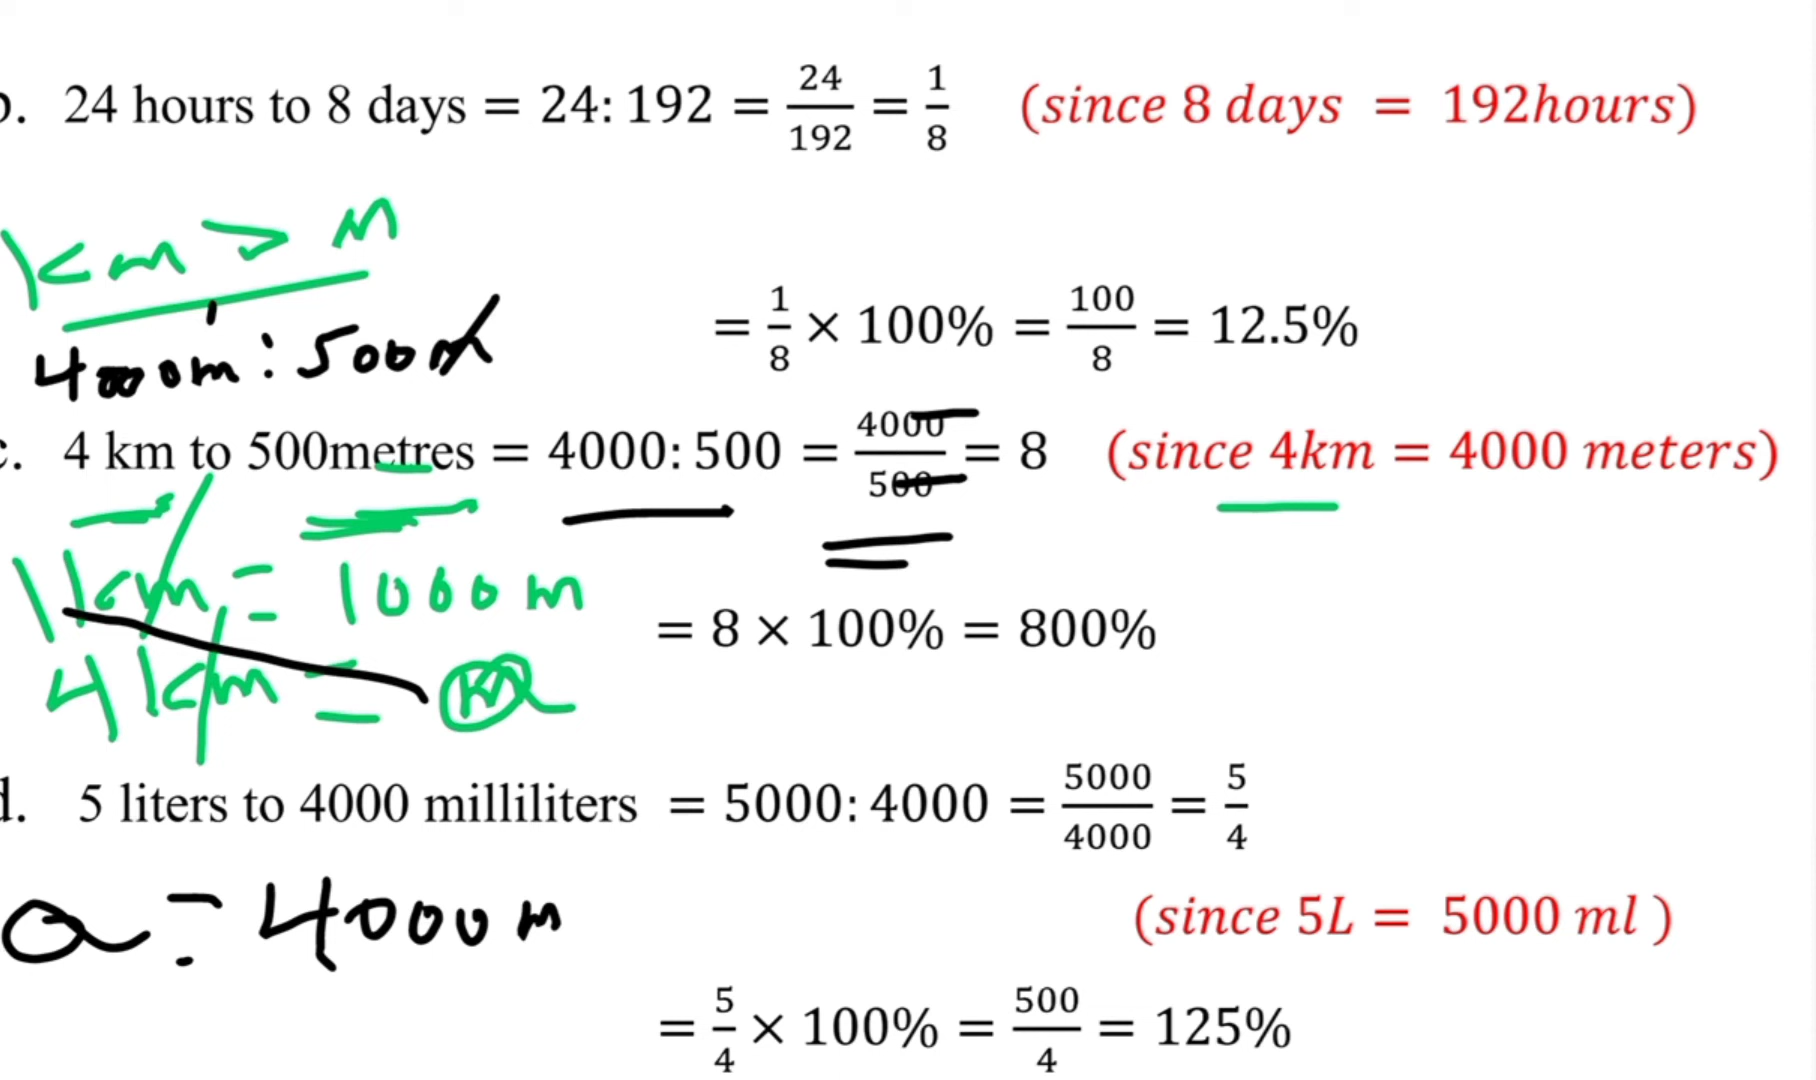 b. 24 hours to 8 days = 24: 192 = 24/192 = 1/8 (since 8 days = 192hours)
km > m
= 1/8 × 100% = 100/8 = 12.5%
4000m : 500m
c. 4 km to 500metres = 4000: 500 = 4000/500 = 8 (since 4km = 4000 meters)
1km = 1000 m
= 8 × 100% = 800%
4km =
d. 5 liters to 4000 milliliters = 5000: 4000 = 5000/4000 = 5/4
= 4000 m
(since 5L = 5000 ml )
= 5/4 × 100% = 500/4 = 125%